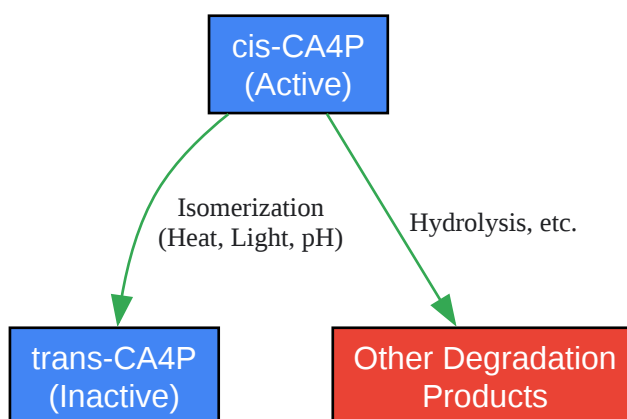 cis-CA4P
(Active)
Isomerization
(Heat, Light, pH)
Hydrolysis, etc.
trans-CA4P
(Inactive)
Other Degradation
Products